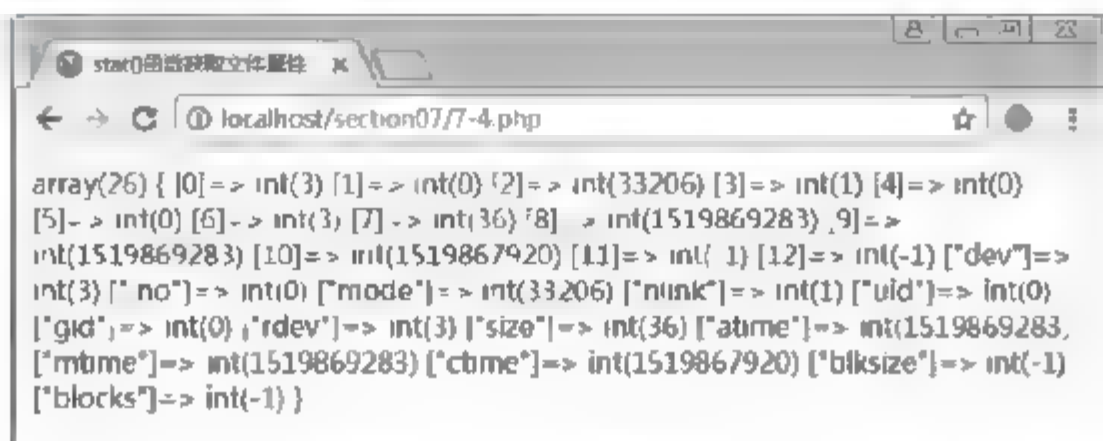 stat()函数获取文件属性
localhost/section07/7-4.php
array(26) { [0]=> int(3) [1]=> int(0) [2]=> int(33206) [3]=> int(1) [4]=> int(0)
[5]=> int(0) [6]=> int(3) [7]=> int(36) [8]=> int(1519869283) [9]=>
int(1519869283) [10]=> int(1519867920) [11]=> int(-1) [12]=> int(-1) ["dev"]=>
int(3) ["ino"]=> int(0) ["mode"]=> int(33206) ["nlink"]=> int(1) ["uid"]=> int(0)
["gid"]=> int(0) ["rdev"]=> int(3) ["size"]=> int(36) ["atime"]=> int(1519869283)
["mtime"]=> int(1519869283) ["ctime"]=> int(1519867920) ["blksize"]=> int(-1)
["blocks"]=> int(-1) }